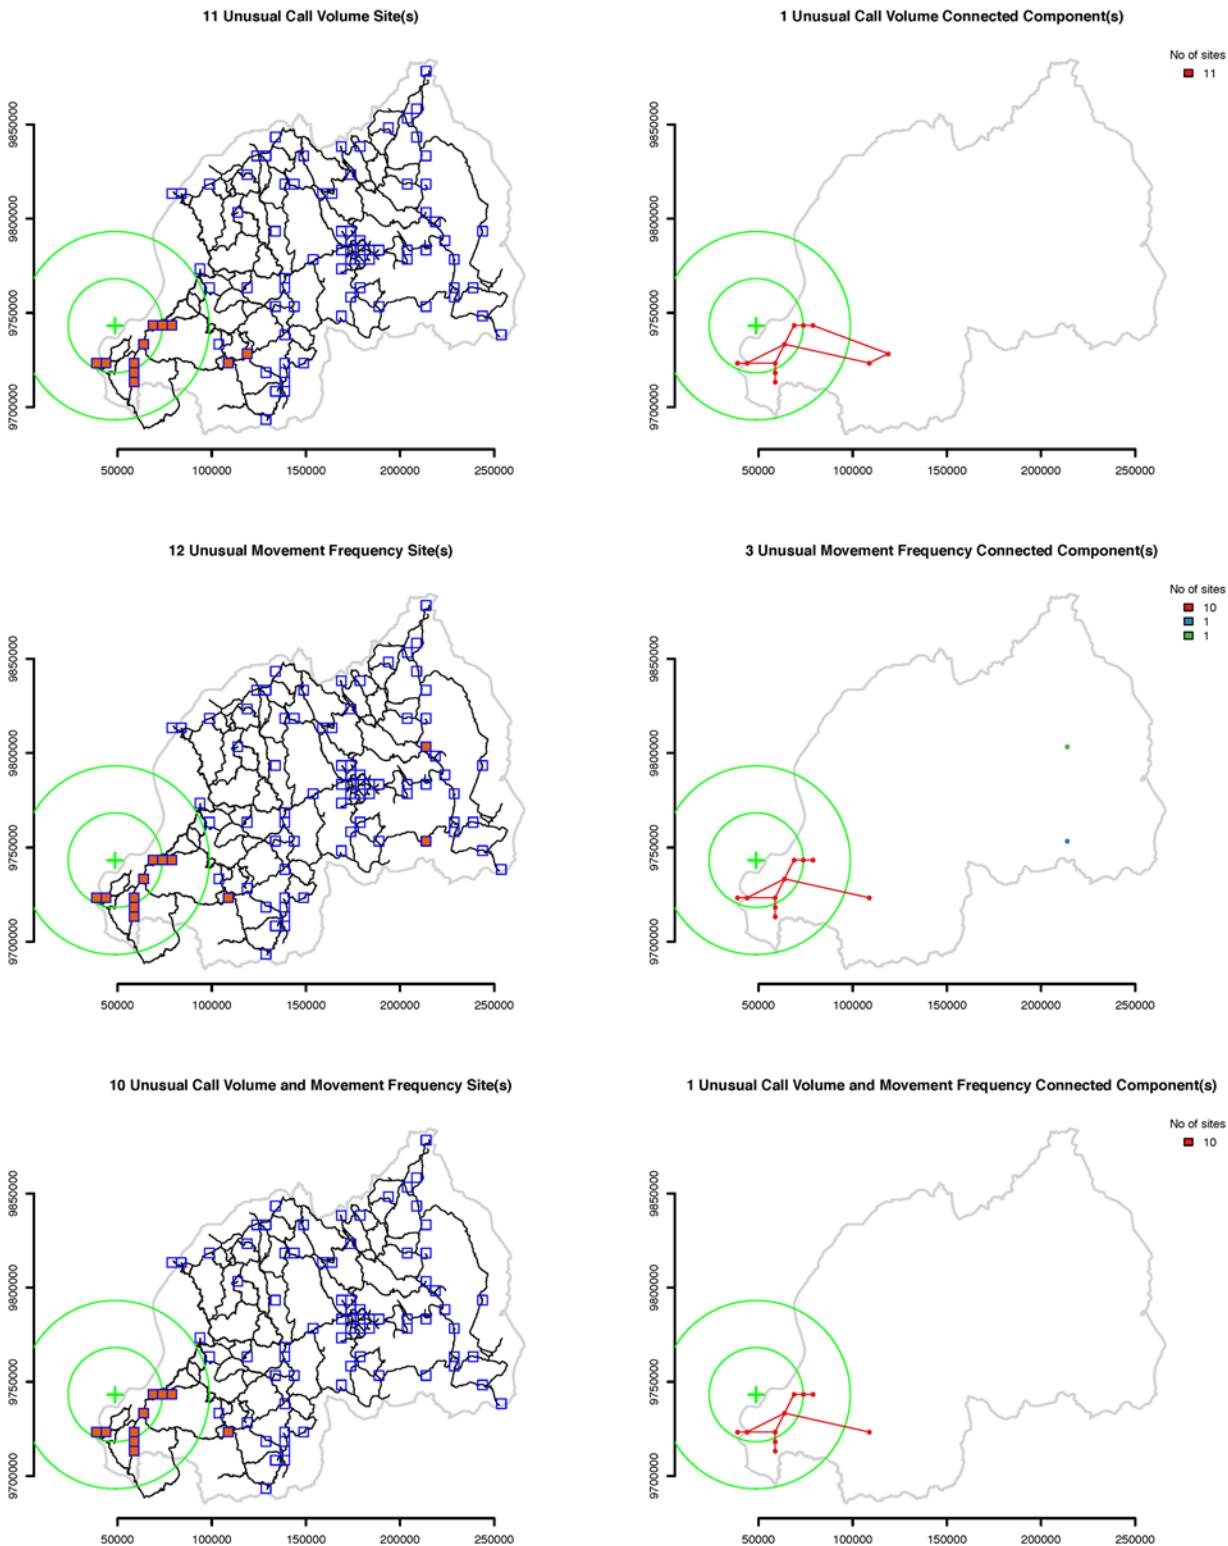 11 Unusual Call Volume Site(s)
1 Unusual Call Volume Connected Component(s)
No of sites
11
9850000
9800000
9750000
9700000
50000 100000 150000 200000 250000
9850000
9800000
9750000
9700000
50000 100000 150000 200000 250000
12 Unusual Movement Frequency Site(s)
3 Unusual Movement Frequency Connected Component(s)
No of sites
10
1
1
9850000
9800000
9750000
9700000
50000 100000 150000 200000 250000
9850000
9800000
9750000
9700000
50000 100000 150000 200000 250000
10 Unusual Call Volume and Movement Frequency Site(s)
1 Unusual Call Volume and Movement Frequency Connected Component(s)
No of sites
10
9850000
9800000
9750000
9700000
50000 100000 150000 200000 250000
9850000
9800000
9750000
9700000
50000 100000 150000 200000 250000